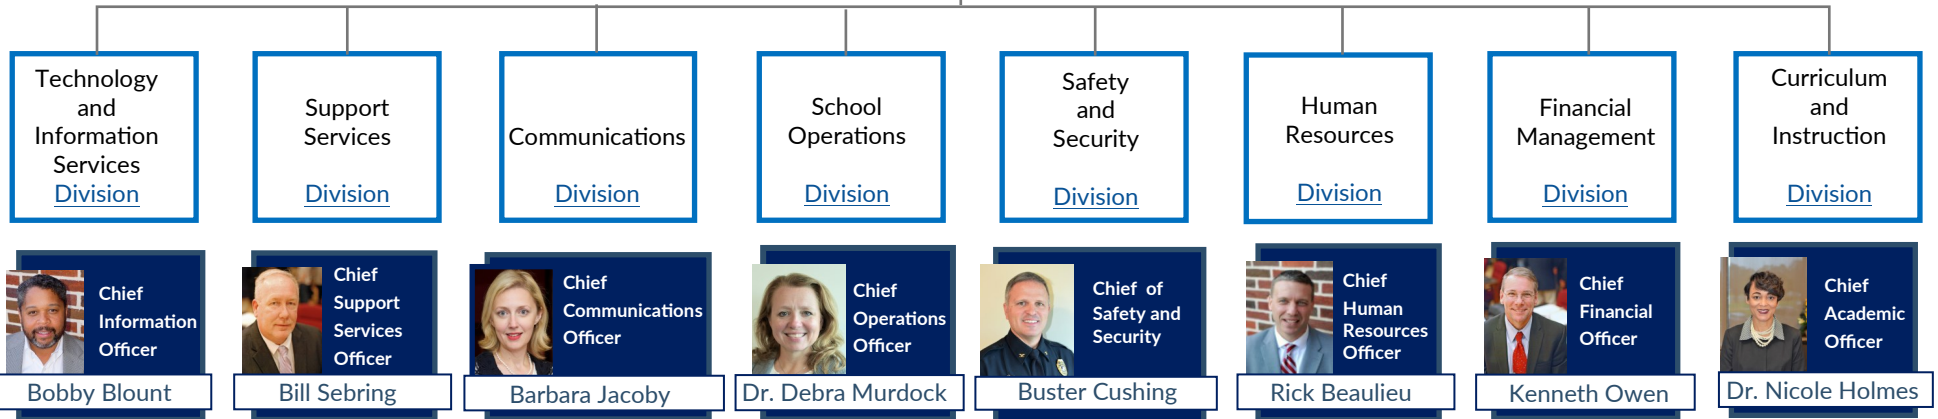 Technology
and
Information
Services
Division
Support
Services
Division
Communications
Division
School
Operations
Division
Safety
and
Security
Division
Human
Resources
Division
Financial
Management
Division
Curriculum
and
Instruction
Division
Chief
Information
Officer
Bobby Blount
Chief
Support
Services
Officer
Bill Sebring
Chief
Communications
Officer
Barbara Jacoby
Chief
Operations
Officer
Dr. Debra Murdock
Chief of
Safety and
Security
Buster Cushing
Chief
Human
Resources
Officer
Rick Beaulieu
Chief
Financial
Officer
Kenneth Owen
Chief
Academic
Officer
Dr. Nicole Holmes